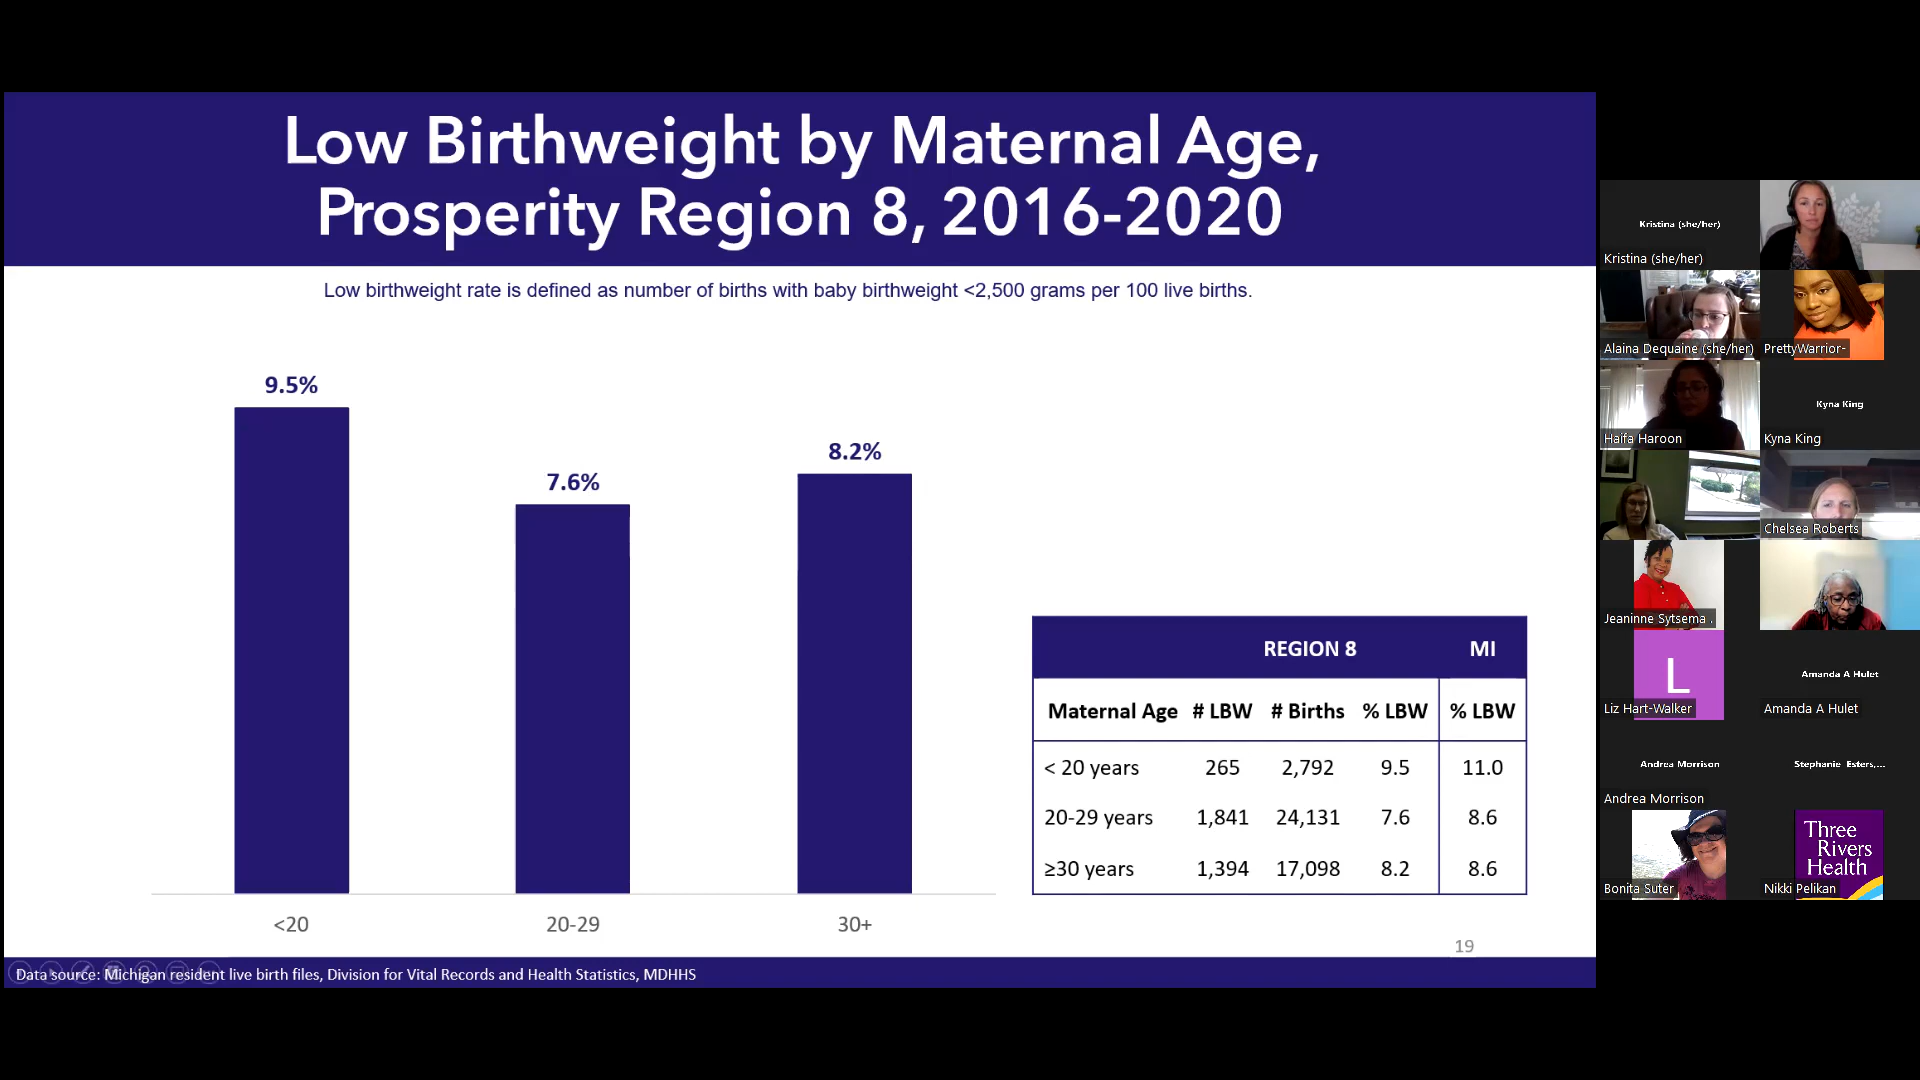 Low Birthweight by Maternal Age,
Prosperity Region 8, 2016-2020
Low birthweight rate is defined as number of births with baby birthweight <2,500 grams per 100 live births.
9.5%
7.6%
8.2%
<20
20-29
30+
REGION 8 MI
Maternal Age # LBW # Births % LBW % LBW
< 20 years 265 2,792 9.5 11.0
20-29 years 1,841 24,131 7.6 8.6
≥30 years 1,394 17,098 8.2 8.6
19
Data source: Michigan resident live birth files, Division for Vital Records and Health Statistics, MDHHS
Kristina (she/her)
Kristina (she/her)
Alaina Dequaine (she/her)
PrettyWarrior-
Haifa Haroon
Kyna King
Kyna King
Chelsea Roberts
Jeaninne Sytsema .
L
Liz Hart-Walker
Amanda A Hulet
Amanda A Hulet
Andrea Morrison
Andrea Morrison
Stephanie Esters,...
Bonita Suter
Three
Rivers
Health
Nikki Pelikan